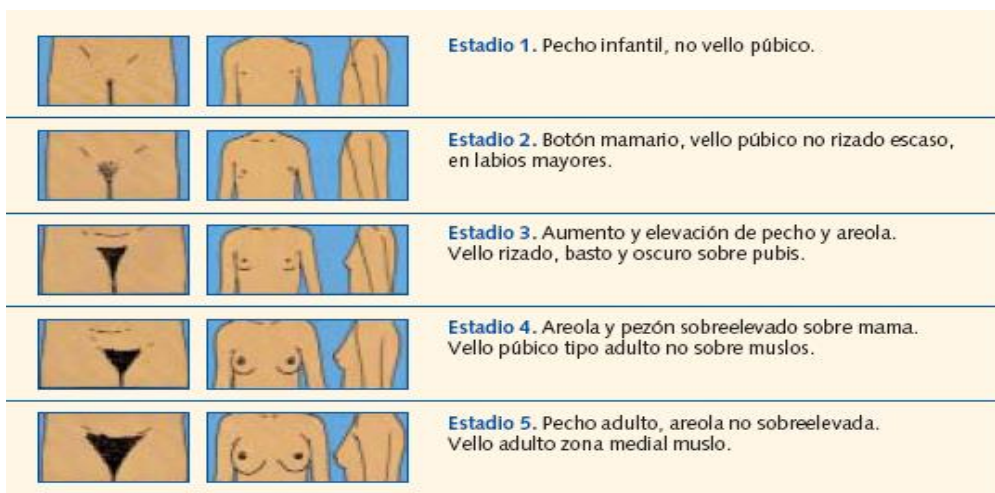 Estadio 1. Pecho infantil, no vello púbico.
Estadio 2. Botón mamario, vello púbico no rizado escaso,
en labios mayores.
Estadio 3. Aumento y elevación de pecho y areola.
Vello rizado, basto y oscuro sobre pubis.
Estadio 4. Areola y pezón sobreelevado sobre mama.
Vello púbico tipo adulto no sobre muslos.
Estadio 5. Pecho adulto, areola no sobreelevada.
Vello adulto zona medial muslo.